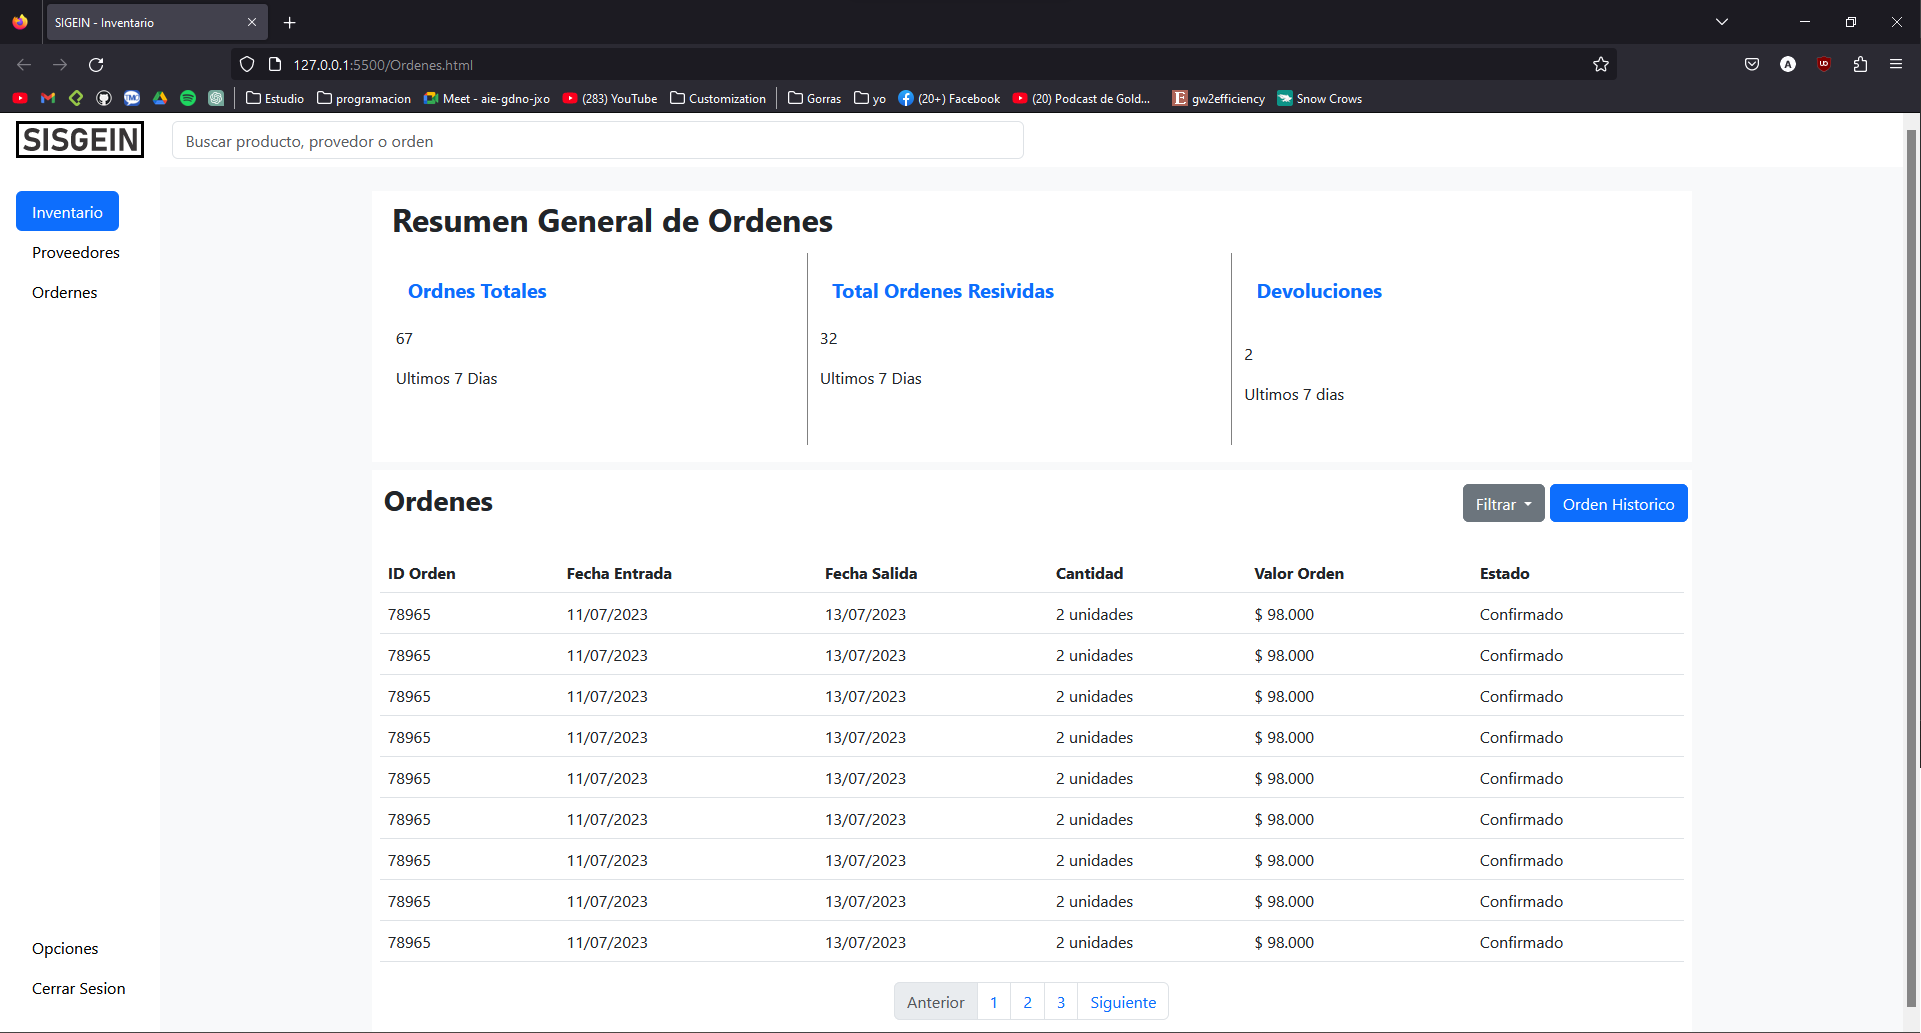 SIGEIN - Inventario
127.0.0.1:5500/Ordenes.html
Estudio programacion Meet - aie-gdno-jxo (283) YouTube Customization Gorras yo (20+) Facebook (20) Podcast de Gold... gw2efficiency Snow Crows
SISGEIN
Buscar producto, provedor o orden
Inventario
Proveedores
Ordernes
Opciones
Cerrar Sesion
Resumen General de Ordenes
Ordnes Totales
67
Ultimos 7 Dias
Total Ordenes Resividas
32
Ultimos 7 Dias
Devoluciones
2
Ultimos 7 dias
Ordenes
Filtrar
Orden Historico
ID Orden Fecha Entrada Fecha Salida Cantidad Valor Orden Estado
78965 11/07/2023 13/07/2023 2 unidades $ 98.000 Confirmado
78965 11/07/2023 13/07/2023 2 unidades $ 98.000 Confirmado
78965 11/07/2023 13/07/2023 2 unidades $ 98.000 Confirmado
78965 11/07/2023 13/07/2023 2 unidades $ 98.000 Confirmado
78965 11/07/2023 13/07/2023 2 unidades $ 98.000 Confirmado
78965 11/07/2023 13/07/2023 2 unidades $ 98.000 Confirmado
78965 11/07/2023 13/07/2023 2 unidades $ 98.000 Confirmado
78965 11/07/2023 13/07/2023 2 unidades $ 98.000 Confirmado
78965 11/07/2023 13/07/2023 2 unidades $ 98.000 Confirmado
Anterior 1 2 3 Siguiente